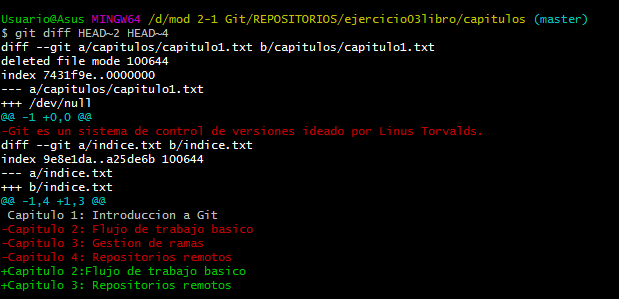 Usuario@Asus MINGW64 /d/mod 2-1 Git/REPOSITORIOS/ejercicio03libro/capitulos (master)
$ git diff HEAD~2 HEAD~4
diff --git a/capitulos/capitulo1.txt b/capitulos/capitulo1.txt
deleted file mode 100644
index 7431f9e..0000000
--- a/capitulos/capitulo1.txt
+++ /dev/null
@@ -1 +0,0 @@
-Git es un sistema de control de versiones ideado por Linus Torvalds.
diff --git a/indice.txt b/indice.txt
index 9e8e1da..a25de6b 100644
--- a/indice.txt
+++ b/indice.txt
@@ -1,4 +1,3 @@
 Capitulo 1: Introduccion a Git
-Capitulo 2: Flujo de trabajo basico
-Capitulo 3: Gestion de ramas
-Capitulo 4: Repositorios remotos
+Capitulo 2:Flujo de trabajo basico
+Capitulo 3: Repositorios remotos